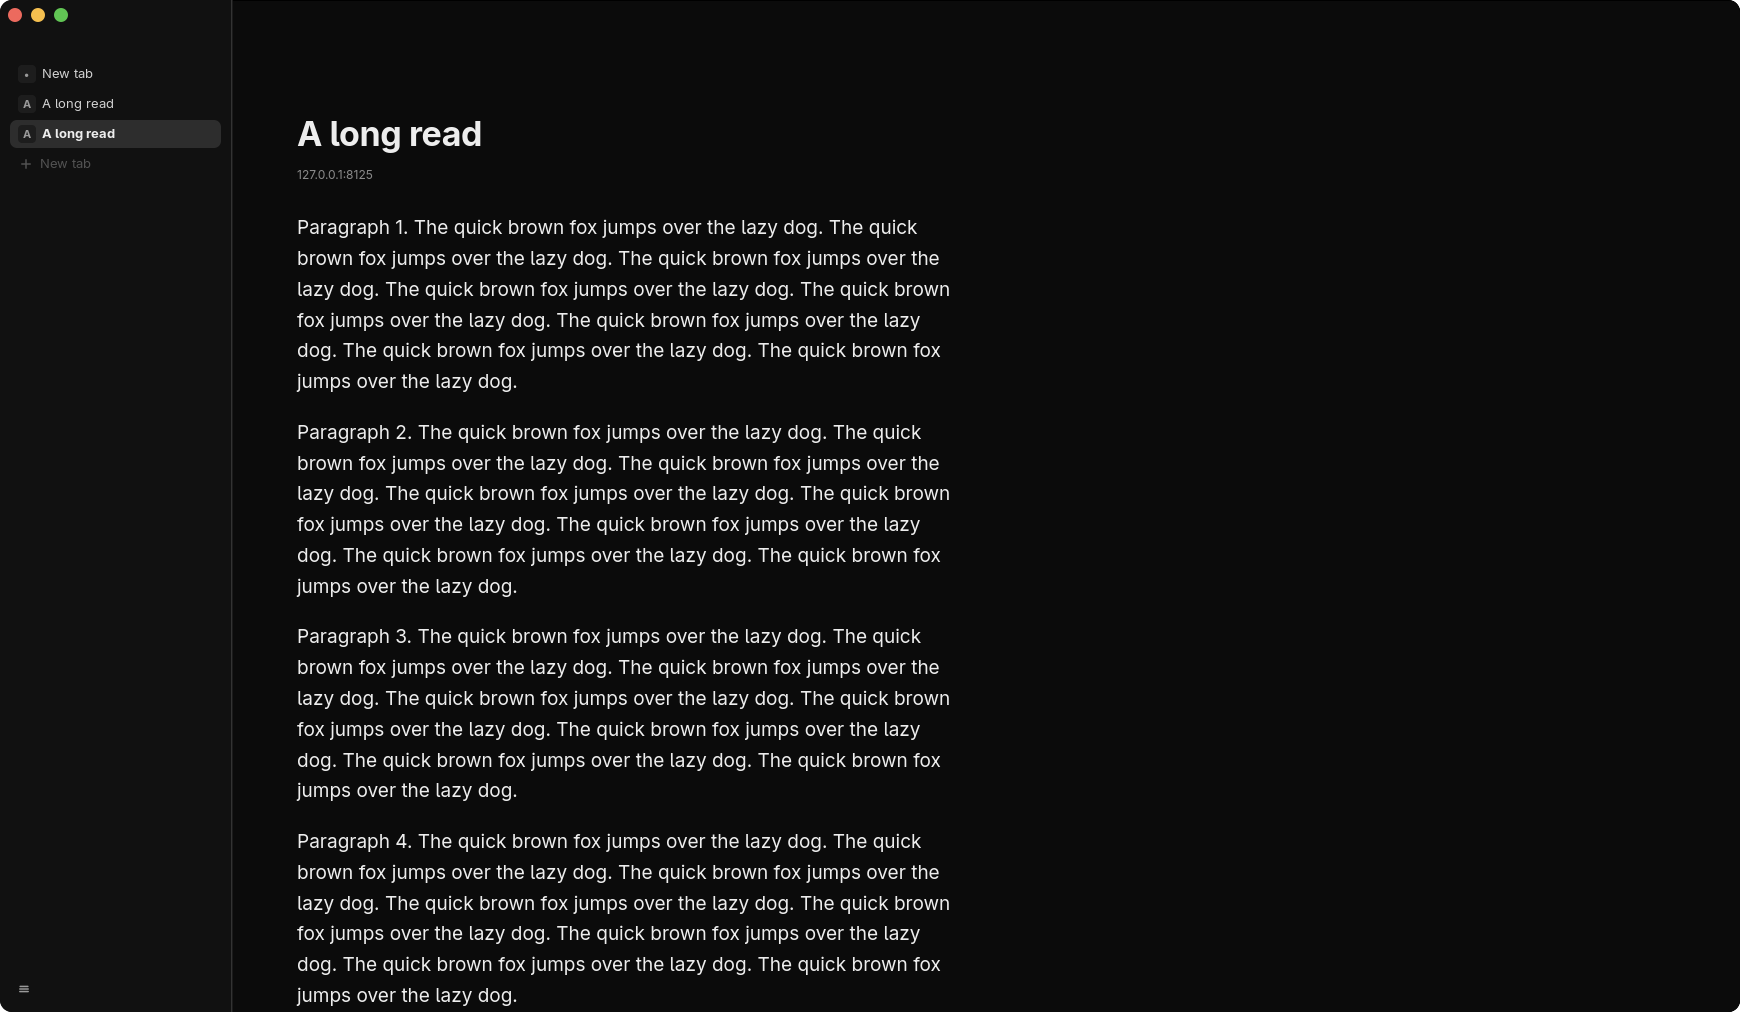 New tab
A A long read
A A long read
+ New tab
A long read
127.0.0.1:8125
Paragraph 1. The quick brown fox jumps over the lazy dog. The quick
brown fox jumps over the lazy dog. The quick brown fox jumps over the
lazy dog. The quick brown fox jumps over the lazy dog. The quick brown
fox jumps over the lazy dog. The quick brown fox jumps over the lazy
dog. The quick brown fox jumps over the lazy dog. The quick brown fox
jumps over the lazy dog.
Paragraph 2. The quick brown fox jumps over the lazy dog. The quick
brown fox jumps over the lazy dog. The quick brown fox jumps over the
lazy dog. The quick brown fox jumps over the lazy dog. The quick brown
fox jumps over the lazy dog. The quick brown fox jumps over the lazy
dog. The quick brown fox jumps over the lazy dog. The quick brown fox
jumps over the lazy dog.
Paragraph 3. The quick brown fox jumps over the lazy dog. The quick
brown fox jumps over the lazy dog. The quick brown fox jumps over the
lazy dog. The quick brown fox jumps over the lazy dog. The quick brown
fox jumps over the lazy dog. The quick brown fox jumps over the lazy
dog. The quick brown fox jumps over the lazy dog. The quick brown fox
jumps over the lazy dog.
Paragraph 4. The quick brown fox jumps over the lazy dog. The quick
brown fox jumps over the lazy dog. The quick brown fox jumps over the
lazy dog. The quick brown fox jumps over the lazy dog. The quick brown
fox jumps over the lazy dog. The quick brown fox jumps over the lazy
dog. The quick brown fox jumps over the lazy dog. The quick brown fox
jumps over the lazy dog.